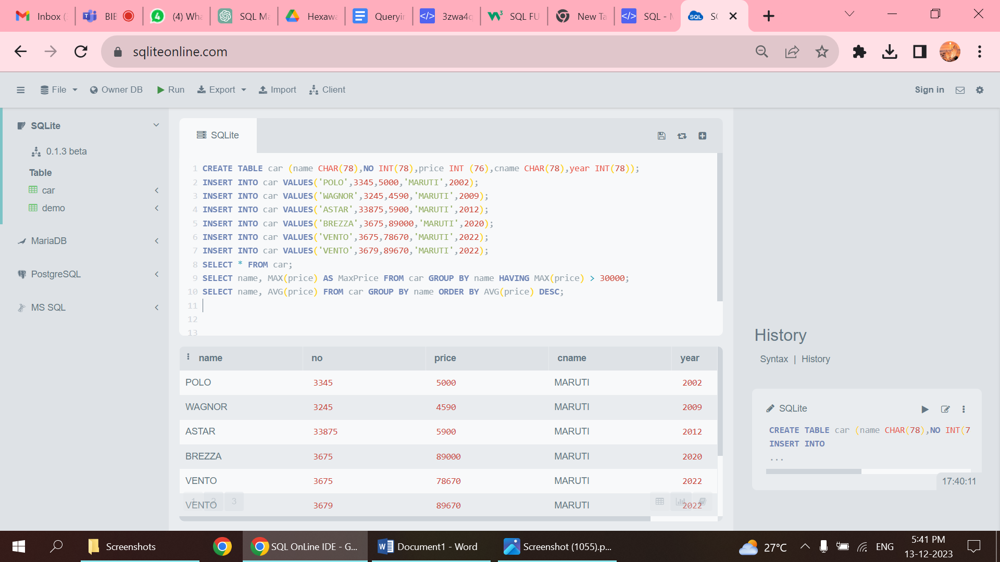 Inbox (
BIE
4 (4) Wha
SQL Ma
Hexawa
Queryin
3zwa4q
SQL FU
New Ta
SQL - M
SQL
sqliteonline.com
File
Owner DB
Run
Export
Import
Client
Sign in
SQLite
0.1.3 beta
Table
car
demo
MariaDB
PostgreSQL
MS SQL
SQLite
1 CREATE TABLE car (name CHAR(78),NO INT(78),price INT (76),cname CHAR(78),year INT(78));
2 INSERT INTO car VALUES('POLO',3345,5000,'MARUTI',2002);
3 INSERT INTO car VALUES('WAGNOR',3245,4590,'MARUTI',2009);
4 INSERT INTO car VALUES('ASTAR',33875,5900,'MARUTI',2012);
5 INSERT INTO car VALUES('BREZZA',3675,89000,'MARUTI',2020);
6 INSERT INTO car VALUES('VENTO',3675,78670,'MARUTI',2022);
7 INSERT INTO car VALUES('VENTO',3679,89670,'MARUTI',2022);
8 SELECT * FROM car;
9 SELECT name, MAX(price) AS MaxPrice FROM car GROUP BY name HAVING MAX(price) > 30000;
10 SELECT name, AVG(price) FROM car GROUP BY name ORDER BY AVG(price) DESC;
11
12
13
name no price cname year
POLO 3345 5000 MARUTI 2002
WAGNOR 3245 4590 MARUTI 2009
ASTAR 33875 5900 MARUTI 2012
BREZZA 3675 89000 MARUTI 2020
VENTO 3675 78670 MARUTI 2022
VENTO 3679 89670 MARUTI 2022
1 2 3
History
Syntax | History
SQLite
CREATE TABLE car (name CHAR(78),NO INT(7
INSERT INTO
...
17:40:11
Screenshots
SQL OnLine IDE - G...
Document1 - Word
Screenshot (1055).p...
27°C
ENG
5:41 PM
13-12-2023